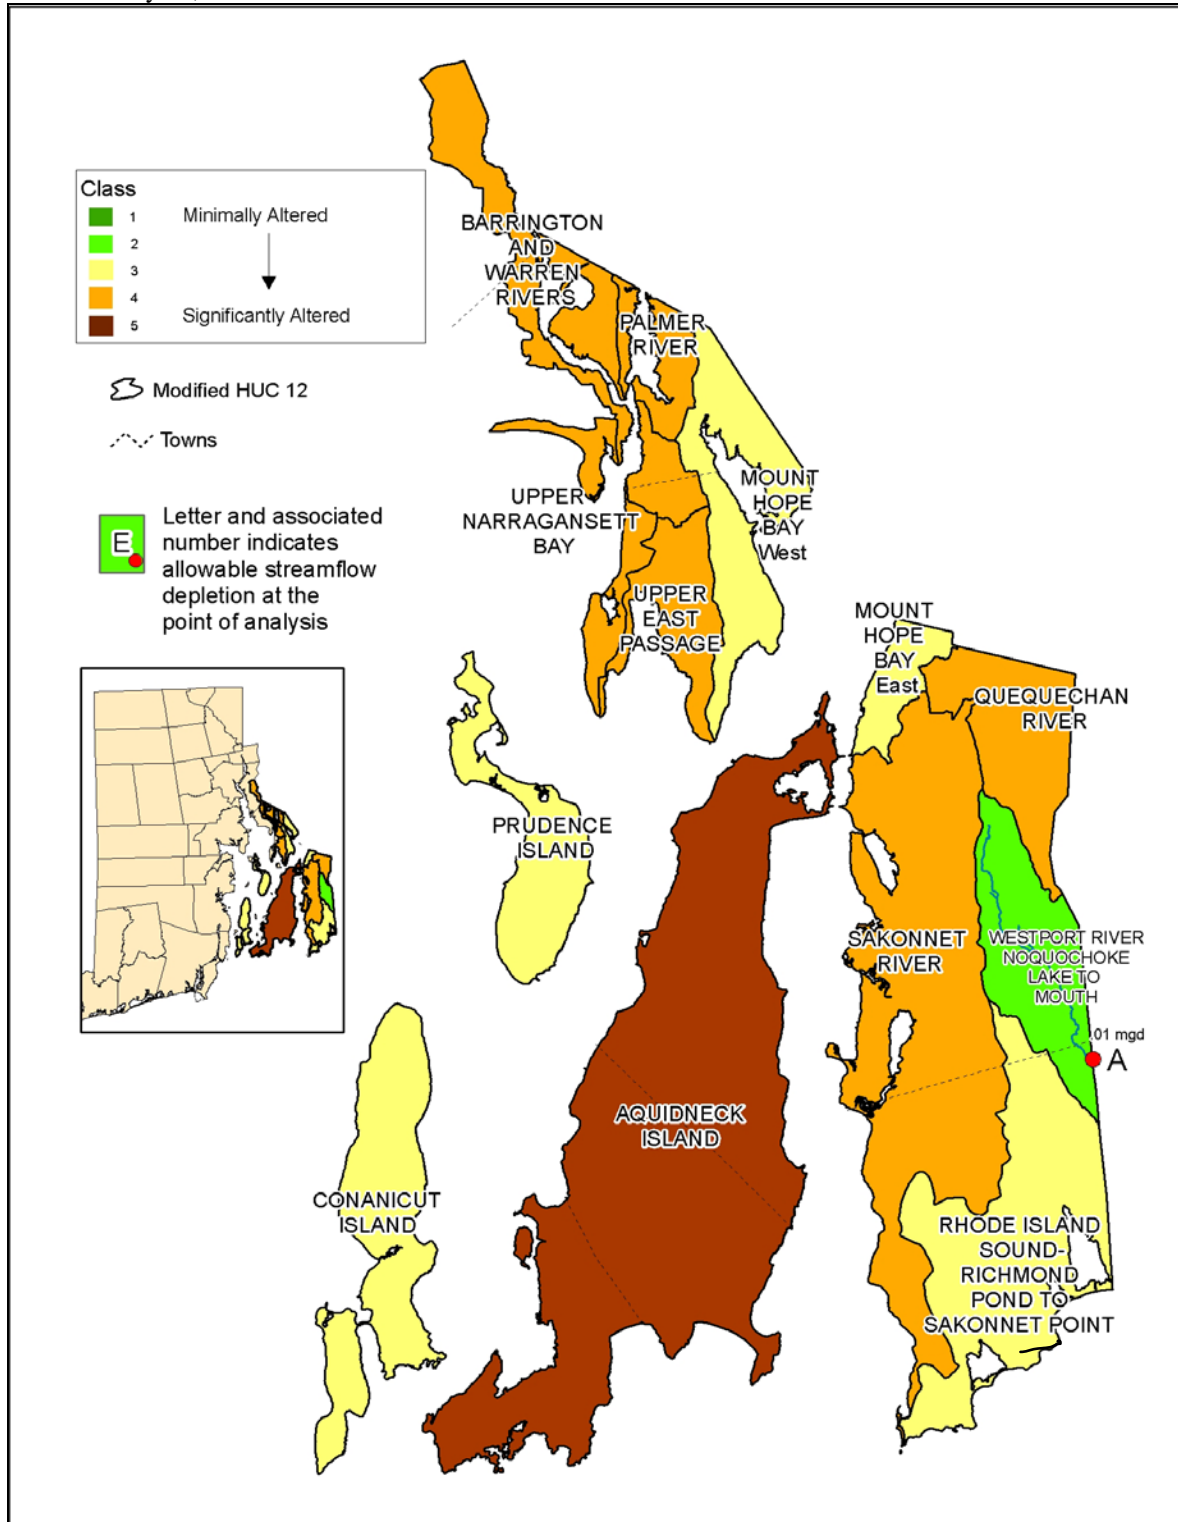 Class
1 Minimally Altered
2
3
4 Significantly Altered
5
Modified HUC 12
Towns
E
Letter and associated
number indicates
allowable streamflow
depletion at the
point of analysis
BARRINGTON
AND
WARREN
RIVERS
PALMER
RIVER
MOUNT
HOPE
BAY
West
UPPER
NARRAGANSETT
BAY
UPPER
EAST
PASSAGE
MOUNT
HOPE
BAY
East
QUEQUECHAN
RIVER
PRUDENCE
ISLAND
SAKONNET
RIVER
WESTPORT RIVER
NOQUOCHOKE
LAKE TO
MOUTH
.01 mgd
A
AQUIDNECK
ISLAND
CONANICUT
ISLAND
RHODE ISLAND
SOUND-
RICHMOND
POND TO
SAKONNET POINT